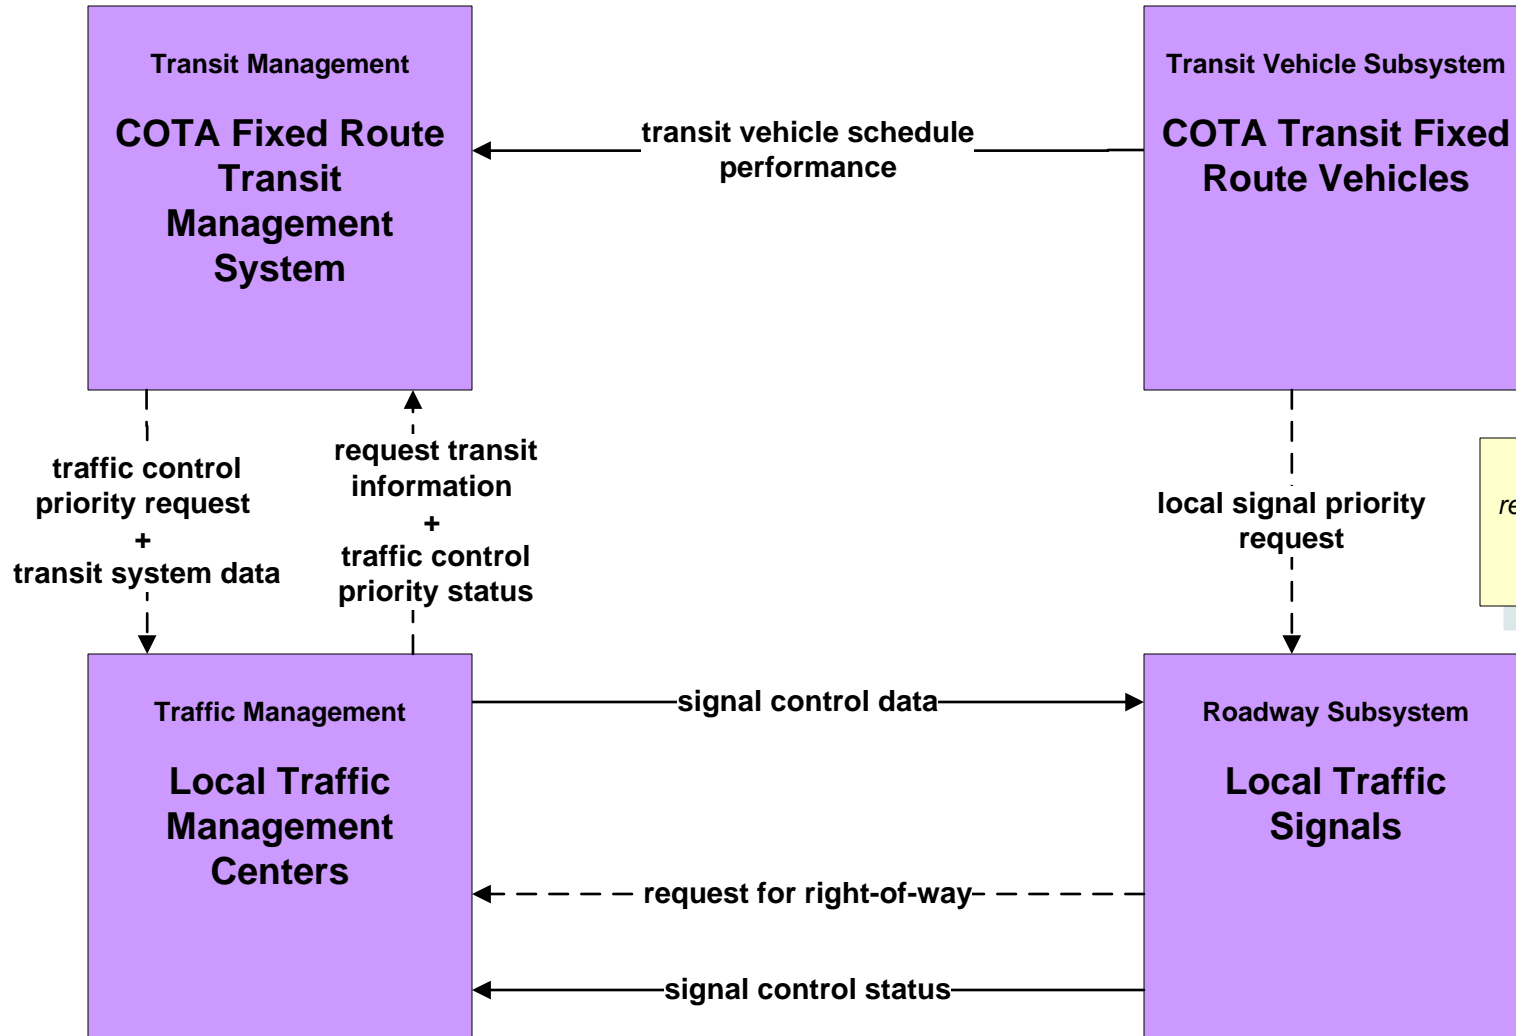 Transit Management
COTA Fixed Route
Transit
Management
System
transit vehicle schedule
performance
Transit Vehicle Subsystem
COTA Transit Fixed
Route Vehicles
traffic control
priority request
+
transit system data
request transit
information
+
traffic control
priority status
local signal priority
request
Traffic Management
Local Traffic
Management
Centers
signal control data
request for right-of-way
signal control status
Roadway Subsystem
Local Traffic
Signals